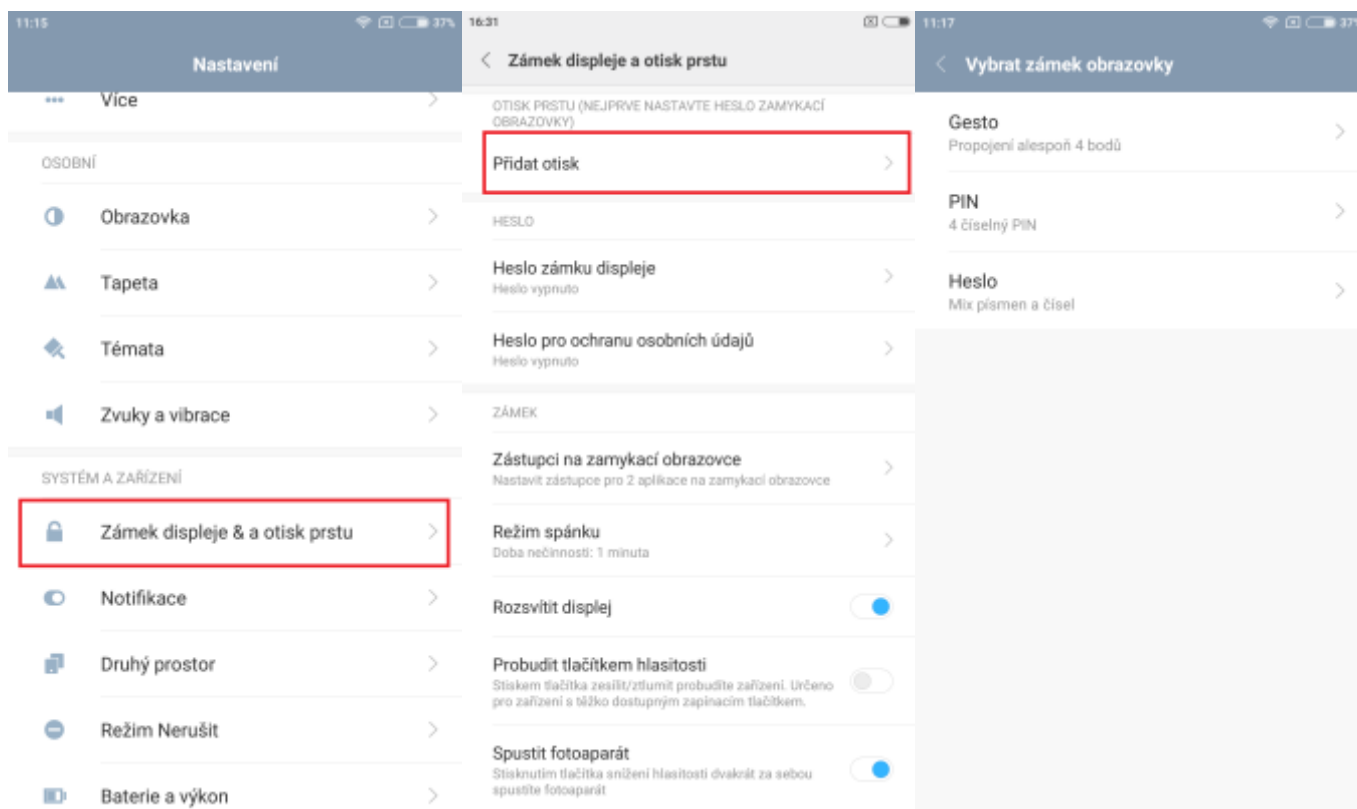 11:15
37%
Nastavení
Více
OSOBNÍ
Obrazovka
Tapeta
Témata
Zvuky a vibrace
SYSTÉM A ZAŘÍZENÍ
Zámek displeje & a otisk prstu
Notifikace
Druhý prostor
Režim Nerušit
Baterie a výkon
16:31
Zámek displeje a otisk prstu
OTISK PRSTU (NEJPRVE NASTAVTE HESLO ZAMYKACÍ
OBRAZOVKY)
Přidat otisk
HESLO
Heslo zámku displeje
Heslo vypnuto
Heslo pro ochranu osobních údajů
Heslo vypnuto
ZÁMEK
Zástupci na zamykací obrazovce
Nastavit zástupce pro 2 aplikace na zamykací obrazovce
Režim spánku
Doba nečinnosti: 1 minuta
Rozsvítit displej
Probudit tlačítkem hlasitosti
Stiskem tlačítka zesílit/ztlumit probudíte zařízení. Určeno
pro zařízení s těžko dostupným zapínacím tlačítkem.
Spustit fotoaparát
Stisknutím tlačítka snížení hlasitosti dvakrát za sebou
spustíte fotoaparát
11:17
37%
Vybrat zámek obrazovky
Gesto
Propojení alespoň 4 bodů
PIN
4 číselný PIN
Heslo
Mix písmen a čísel